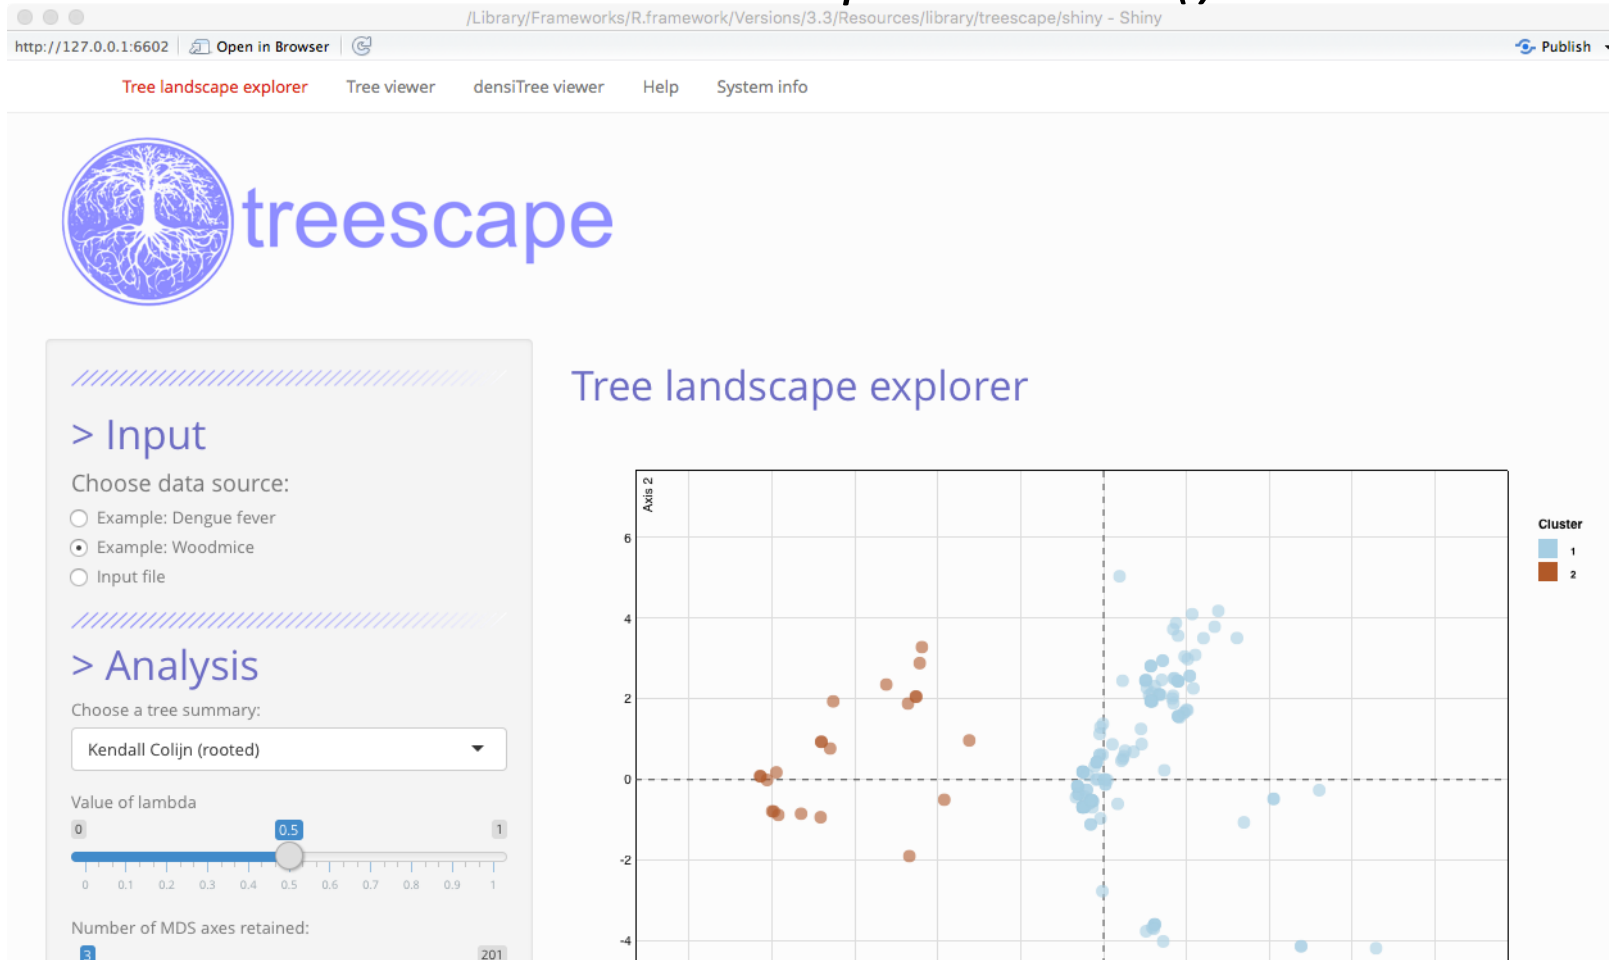 /Library/Frameworks/R.framework/Versions/3.3/Resources/library/treescape/shiny - Shiny
http://127.0.0.1:6602 Open in Browser Publish
Tree landscape explorer Tree viewer densiTree viewer Help System info
treescape
Tree landscape explorer
> Input
Choose data source:
Example: Dengue fever
Example: Woodmice
Input file
> Analysis
Choose a tree summary:
Kendall Colijn (rooted)
Value of lambda
0 0.5 1
0 0.1 0.2 0.3 0.4 0.5 0.6 0.7 0.8 0.9 1
Number of MDS axes retained:
3 201
Axis 2
6
4
2
0
-2
-4
Cluster
1
2